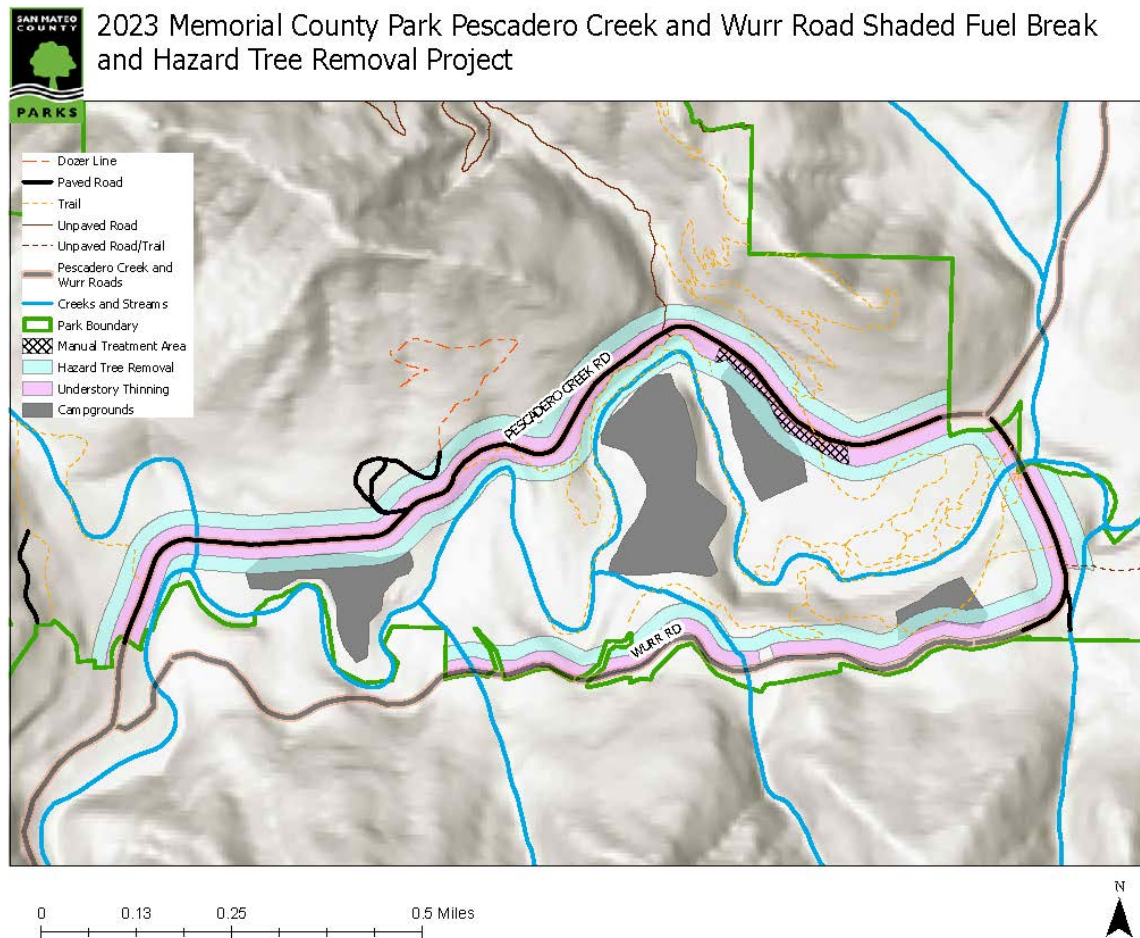 SAN MATEO
COUNTY
PARKS
2023 Memorial County Park Pescadero Creek and Wurr Road Shaded Fuel Break
and Hazard Tree Removal Project
Dozer Line
Paved Road
Trail
Unpaved Road
Unpaved Road/Trail
Pescadero Creek and
Wurr Roads
Creeks and Streams
Park Boundary
Manual Treatment Area
Hazard Tree Removal
Understory Thinning
Campgrounds
PESCADERO CREEK RD
WURR RD
0 0.13 0.25 0.5 Miles
N